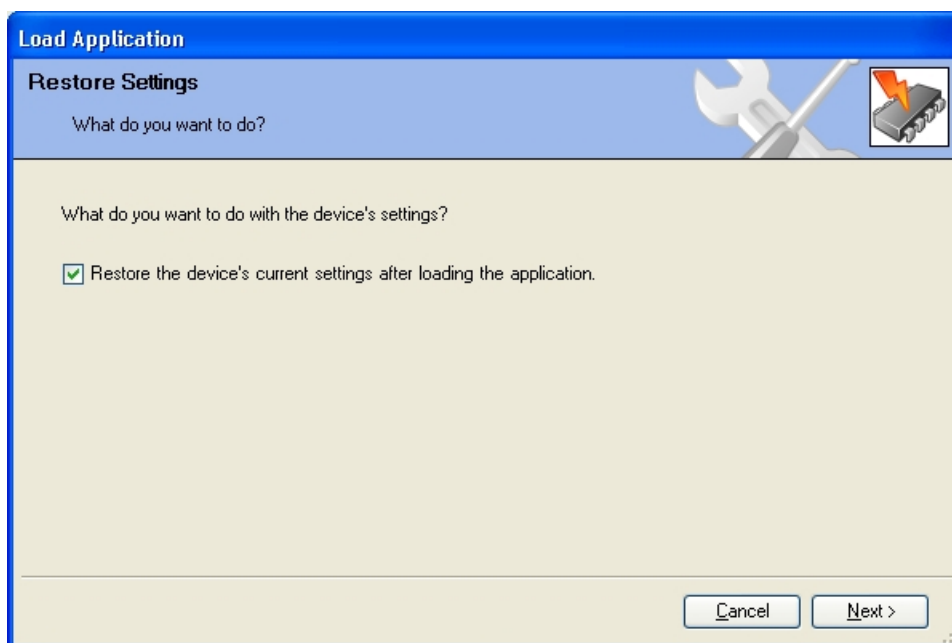 Load Application
Restore Settings
What do you want to do?
What do you want to do with the device's settings?
Restore the device's current settings after loading the application.
Cancel Next >